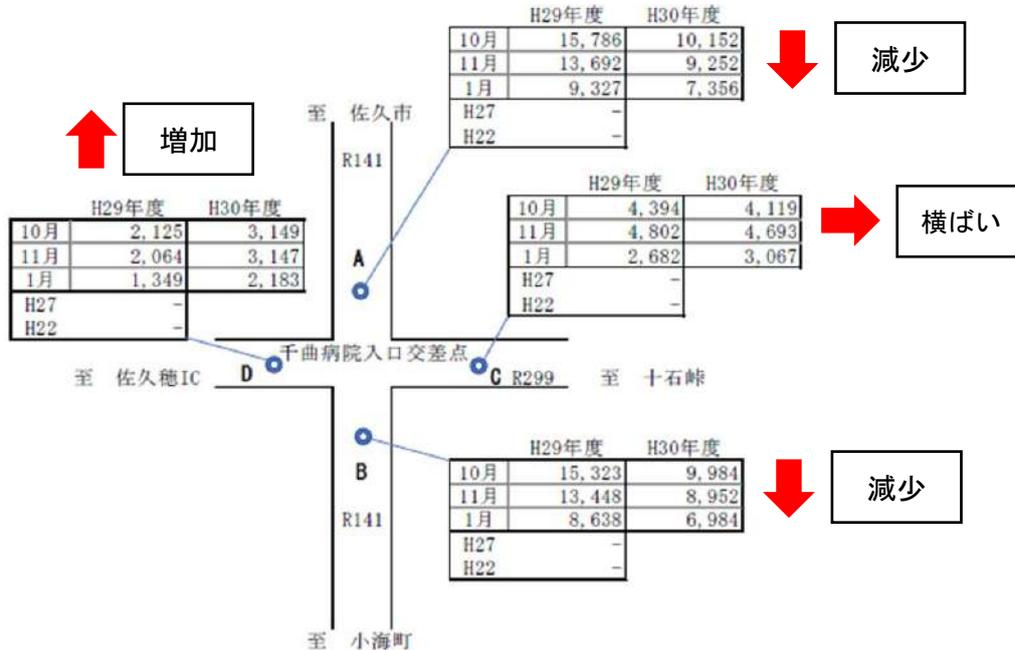 H29年度 H30年度
10月 15,786 10,152
11月 13,692 9,252
1月 9,327 7,356
H27 -
H22 -
減少
増加
至 佐久市
R141
H29年度 H30年度
10月 2,125 3,149
11月 2,064 3,147
1月 1,349 2,183
H27 -
H22 -
H29年度 H30年度
10月 4,394 4,119
11月 4,802 4,693
1月 2,682 3,067
H27 -
H22 -
横ばい
A
千曲病院入口交差点
至 佐久穂IC D
C R299 至 十石峠
B
R141
H29年度 H30年度
10月 15,323 9,984
11月 13,448 8,952
1月 8,638 6,984
H27 -
H22 -
減少
至 小海町